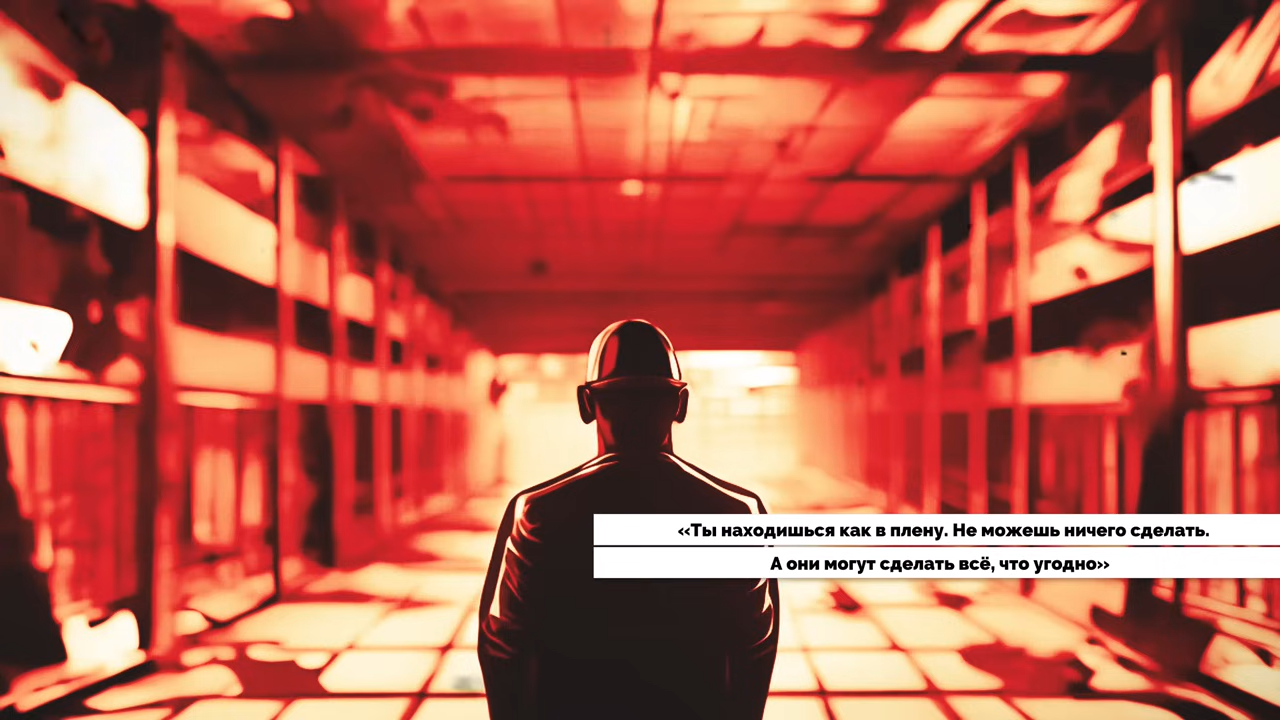 «Ты находишься как в плену. Не можешь ничего сделать.
А они могут сделать всё, что угодно»